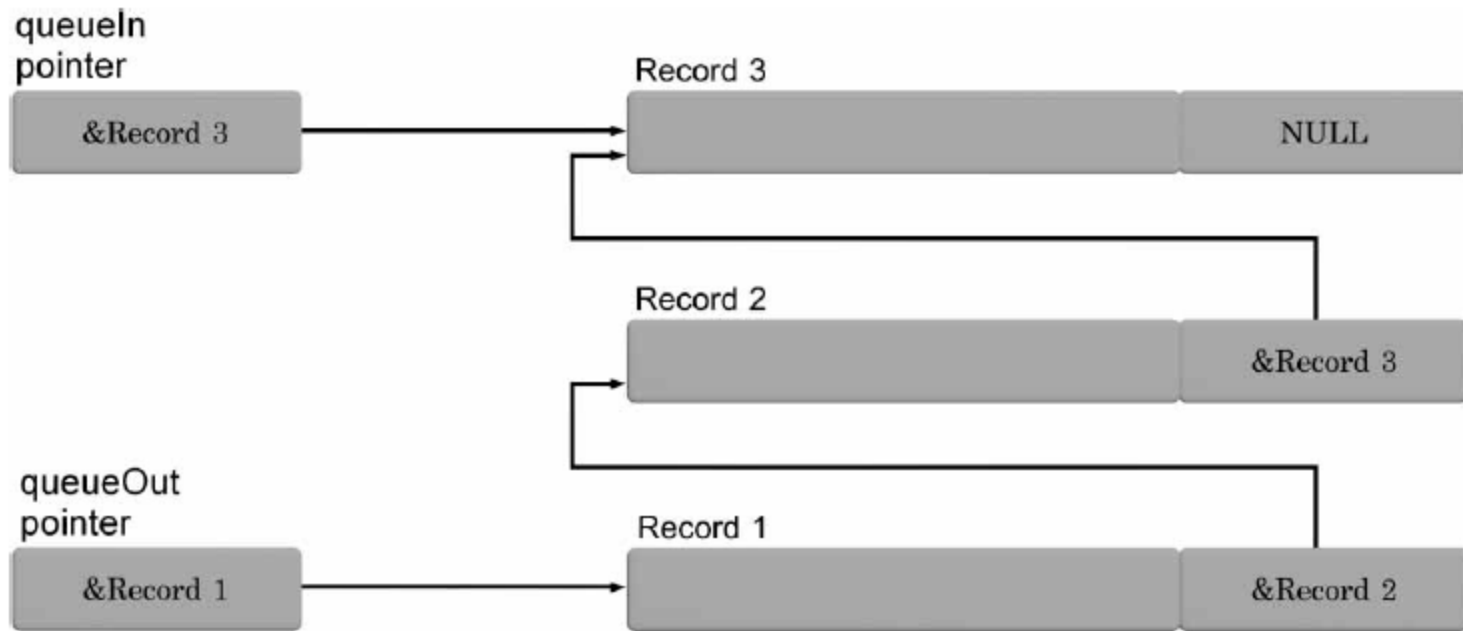 queueIn
pointer
Record 3
&Record 3
NULL
Record 2
&Record 3
queueOut
pointer
Record 1
&Record 1
&Record 2